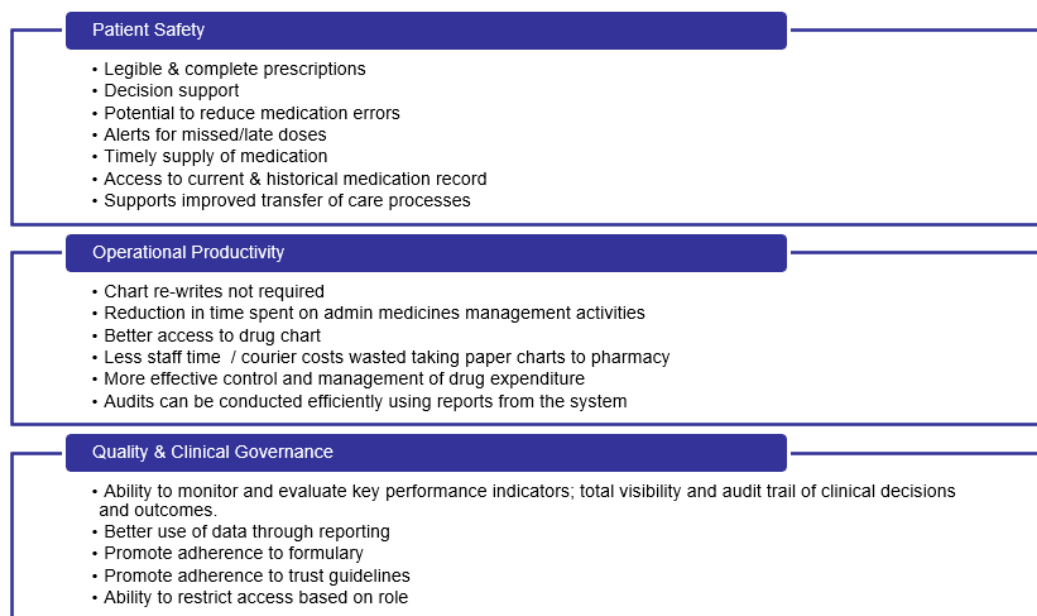 Patient Safety
• Legible & complete prescriptions
• Decision support
• Potential to reduce medication errors
• Alerts for missed/late doses
• Timely supply of medication
• Access to current & historical medication record
• Supports improved transfer of care processes
Operational Productivity
• Chart re-writes not required
• Reduction in time spent on admin medicines management activities
• Better access to drug chart
• Less staff time / courier costs wasted taking paper charts to pharmacy
• More effective control and management of drug expenditure
• Audits can be conducted efficiently using reports from the system
Quality & Clinical Governance
• Ability to monitor and evaluate key performance indicators; total visibility and audit trail of clinical decisions
and outcomes.
• Better use of data through reporting
• Promote adherence to formulary
• Promote adherence to trust guidelines
• Ability to restrict access based on role